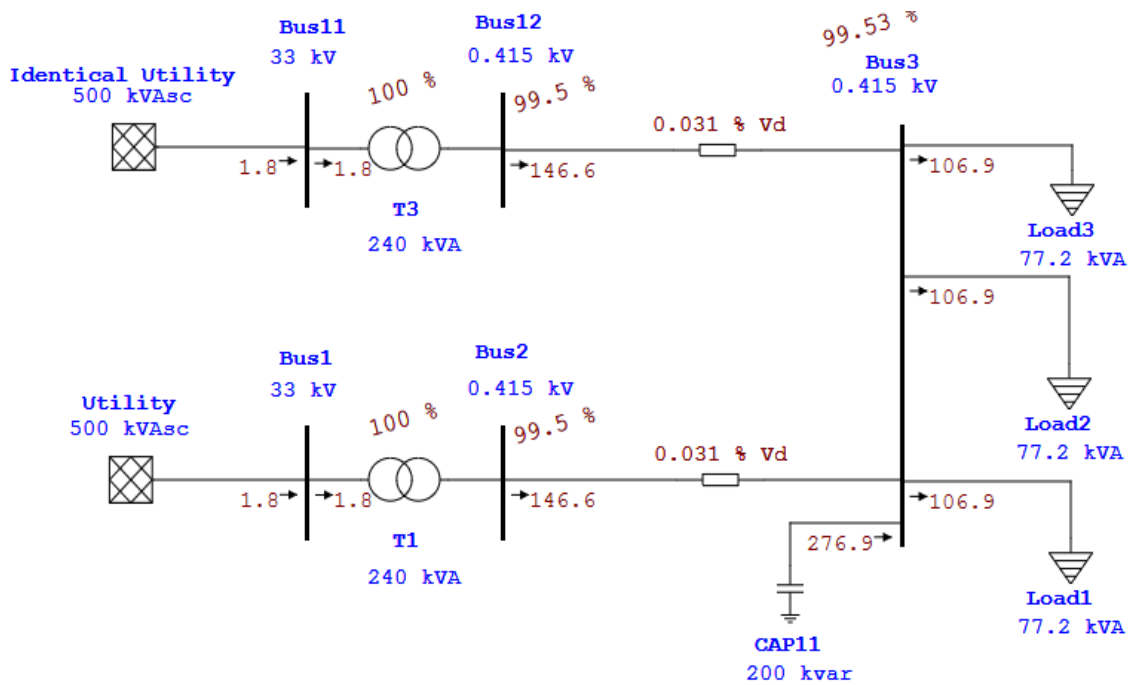 Identical Utility
500 kVAsc
1.8
Bus11
33 kV
1.8
100 %
T3
240 kVA
Bus12
0.415 kV
99.5 %
146.6
0.031 % Vd
99.53 %
Bus3
0.415 kV
106.9
Load3
77.2 kVA
106.9
Load2
77.2 kVA
Utility
500 kVAsc
1.8
Bus1
33 kV
1.8
100 %
T1
240 kVA
Bus2
0.415 kV
99.5 %
146.6
0.031 % Vd
106.9
Load1
77.2 kVA
276.9
CAP11
200 kvar